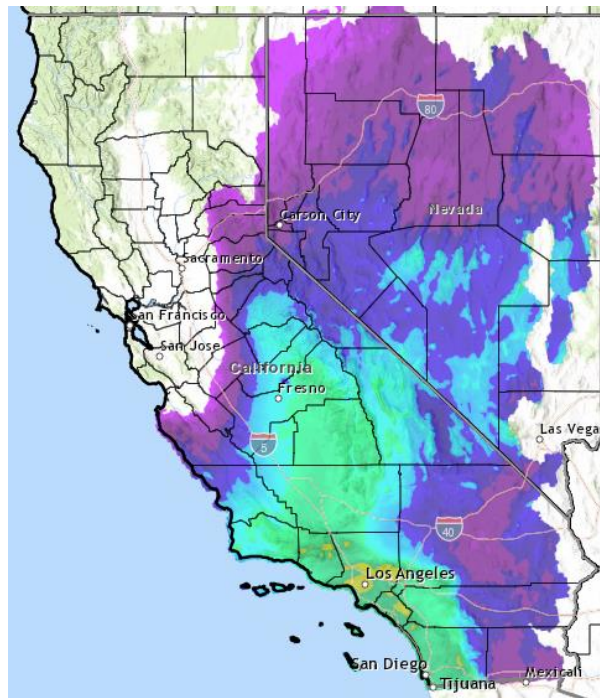 80
Carson City
Nevada
Sacramento
San Francisco
San Jose
California
Fresno
5
Las Vega
40
Los Angeles
San Diego
Mexicali
Tijuana